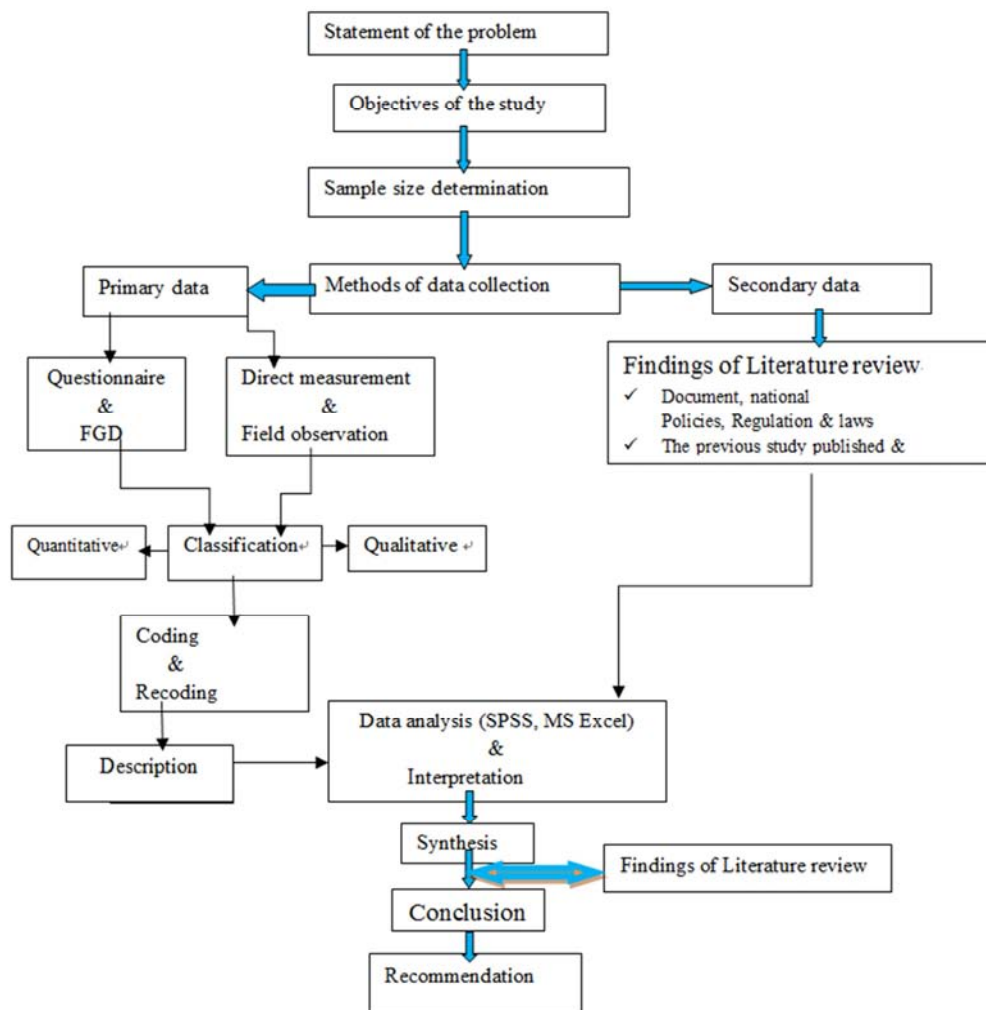 Statement of the problem
Objectives of the study
Sample size determination
Methods of data collection
Primary data
Secondary data
Questionnaire
&
FGD
Direct measurement
&
Field observation
Findings of Literature review
✓ Document, national
Policies, Regulation & laws
✓ The previous study published &
Quantitative↵
Classification↵
Qualitative ↵
Coding
&
Recoding
Description
Data analysis (SPSS, MS Excel)
&
Interpretation
Synthesis
Findings of Literature review
Conclusion
Recommendation